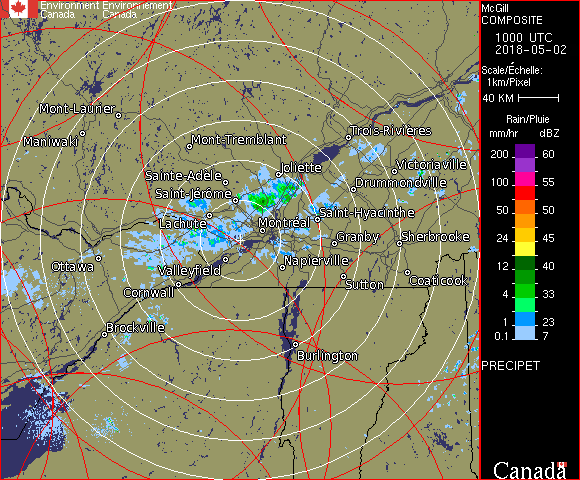 Environment Environnement
Canada Canada
McGill
COMPOSITE
1000 UTC
2018-05-02
Scale/Échelle:
1km/Pixel
40 KM
Rain/Pluie
mm/hr dBZ
200 60
100 55
50 50
24 45
12 40
4 33
1 23
0.1 7
PRECIPET
Canada
Mont-Laurier
Maniwaki
Mont-Tremblant
Trois-Rivières
Joliette
Victoriaville
Sainte-Adèle
Drummondville
Saint-Jérôme
Saint-Hyacinthe
Lachute
Montréal
Granby
Sherbrooke
Ottawa
Valleyfield
Napierville
Cornwall
Sutton
Coaticook
Brockville
Burlington